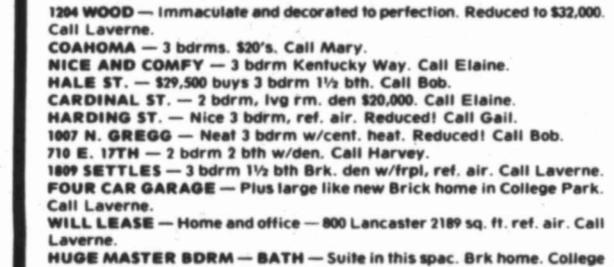 1204 WOOD — Immaculate and decorated to perfection. Reduced to $32,000.
Call Laverne.
COAHOMA — 3 bdrms. $20's. Call Mary.
NICE AND COMFY — 3 bdrm Kentucky Way. Call Elaine.
HALE ST. — $29,500 buys 3 bdrm 1½ bth. Call Bob.
CARDINAL ST. — 2 bdrm, lvg rm. den $20,000. Call Elaine.
HARDING ST. — Nice 3 bdrm, ref. air. Reduced! Call Gail.
1007 N. GREGG — Neat 3 bdrm w/cent. heat. Reduced! Call Bob.
710 E. 17TH — 2 bdrm 2 bth w/den. Call Harvey.
1809 SETTLES — 3 bdrm 1½ bth Brk. den w/frpl, ref. air. Call Laverne.
FOUR CAR GARAGE — Plus large like new Brick home in College Park.
Call Laverne.
WILL LEASE — Home and office — 800 Lancaster 2189 sq. ft. ref. air. Call
Laverne.
HUGE MASTER BDRM — BATH — Suite in this spac. Brk home. College